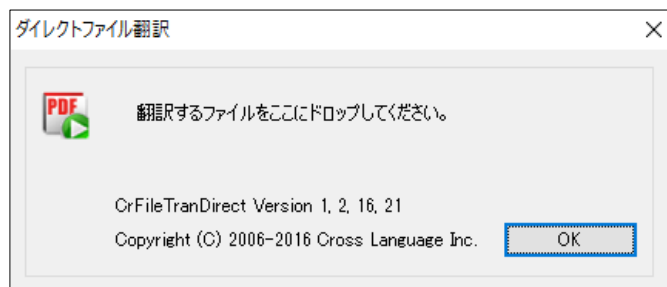 ダイレクトファイル翻訳
PDF
翻訳するファイルをここにドロップしてください。
CrFileTranDirect Version 1, 2, 16, 21
Copyright (C) 2006-2016 Cross Language Inc.
OK